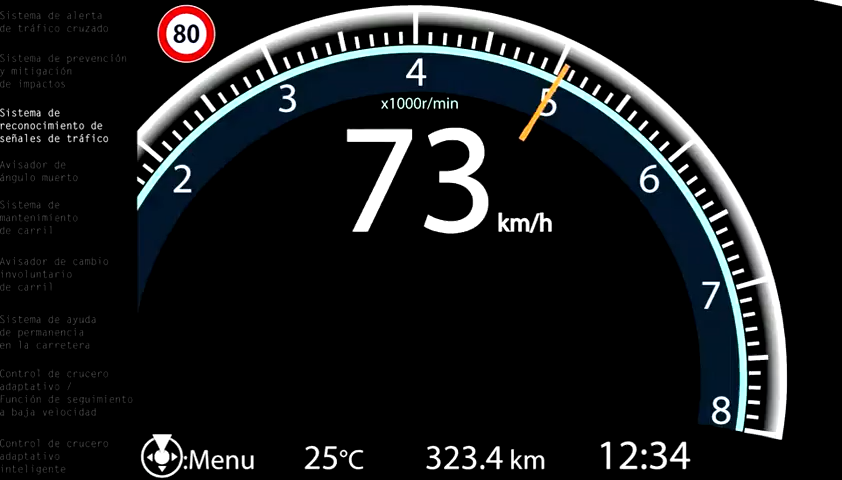 Sistema de alerta
de tráfico cruzado
Sistema de prevención
y mitigación
de impactos
Sistema de
reconocimiento de
señales de tráfico
Avisador de
ángulo muerto
Sistema de
mantenimiento
de carril
Avisador de cambio
involuntario
de carril
Sistema de ayuda
de permanencia
en la carretera
Control de crucero
adaptativo /
Función de seguimiento
a baja velocidad
Control de crucero
adaptativo
inteligente
80
2
3
4
5
6
7
8
x1000r/min
73 km/h
:Menu
25°C
323.4 km
12:34